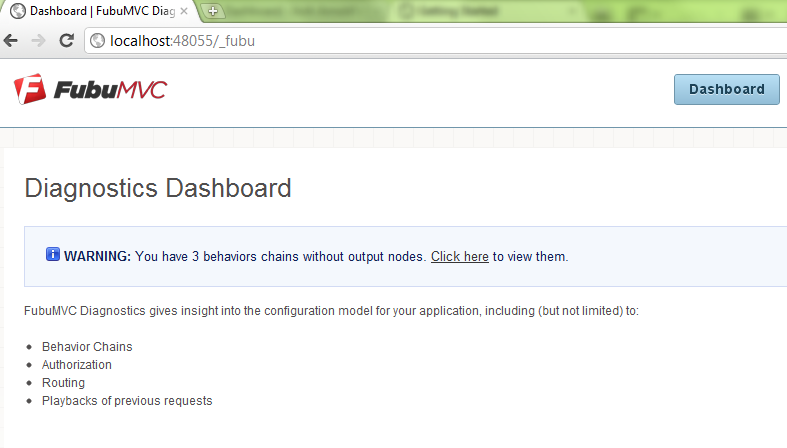 Dashboard | FubuMVC Diag
localhost:48055/_fubu
FubuMVC
Dashboard
Diagnostics Dashboard
WARNING: You have 3 behaviors chains without output nodes. Click here to view them.
FubuMVC Diagnostics gives insight into the configuration model for your application, including (but not limited) to:
Behavior Chains
Authorization
Routing
Playbacks of previous requests